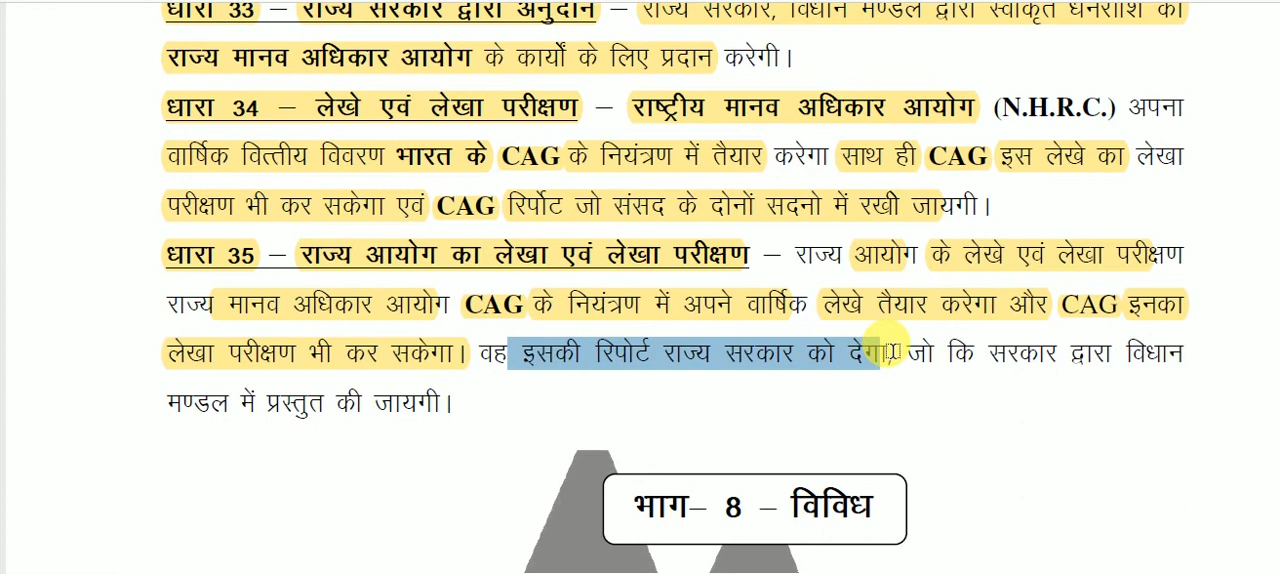 धारा 33 – राज्य सरकार द्वारा अनुदान – राज्य सरकार, विधान मण्डल द्वारा स्वीकृत धनराशि को
राज्य मानव अधिकार आयोग के कार्यों के लिए प्रदान करेगी।
धारा 34 – लेखे एवं लेखा परीक्षण – राष्ट्रीय मानव अधिकार आयोग (N.H.R.C.) अपना
वार्षिक वित्तीय विवरण भारत के CAG के नियंत्रण में तैयार करेगा साथ ही CAG इस लेखे का लेखा
परीक्षण भी कर सकेगा एवं CAG रिर्पोट जो संसद के दोनों सदनो में रखी जायगी।
धारा 35 – राज्य आयोग का लेखा एवं लेखा परीक्षण – राज्य आयोग के लेखे एवं लेखा परीक्षण
राज्य मानव अधिकार आयोग CAG के नियंत्रण में अपने वार्षिक लेखे तैयार करेगा और CAG इनका
लेखा परीक्षण भी कर सकेगा। वह इसकी रिपोर्ट राज्य सरकार को देगा, जो कि सरकार द्वारा विधान
मण्डल में प्रस्तुत की जायगी।
भाग– 8 – विविध